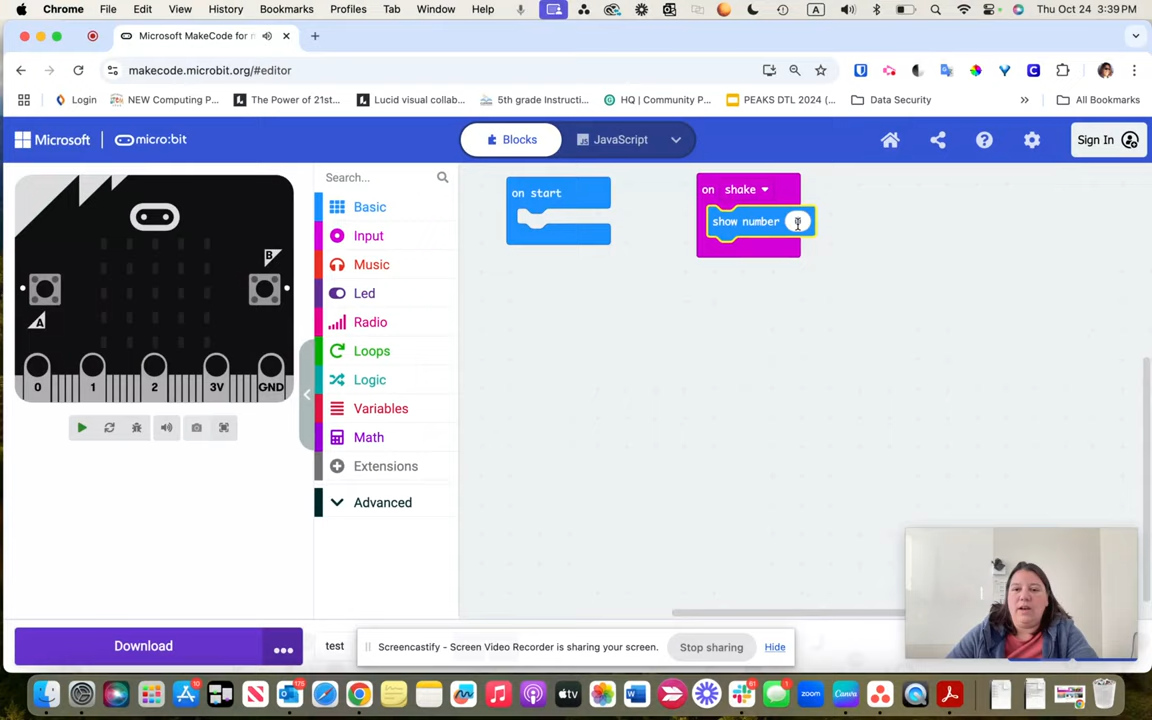 Chrome File Edit View History Bookmarks Profiles Tab Window Help A Thu Oct 24 3:39 PM
Microsoft MakeCode for
makecode.microbit.org/#editor
Login NEW Computing P... The Power of 21st... Lucid visual collab... 5th grade Instructi... HQ | Community P... PEAKS DTL 2024 (... Data Security » All Bookmarks
Microsoft micro:bit Blocks JavaScript Sign In
Search...
Basic
Input
Music
Led
Radio
Loops
Logic
Variables
Math
Extensions
Advanced
on start
on shake
show number
B
A
0 1 2 3V GND
Download ... test
Screencastify - Screen Video Recorder is sharing your screen. Stop sharing Hide
zoom
Canva